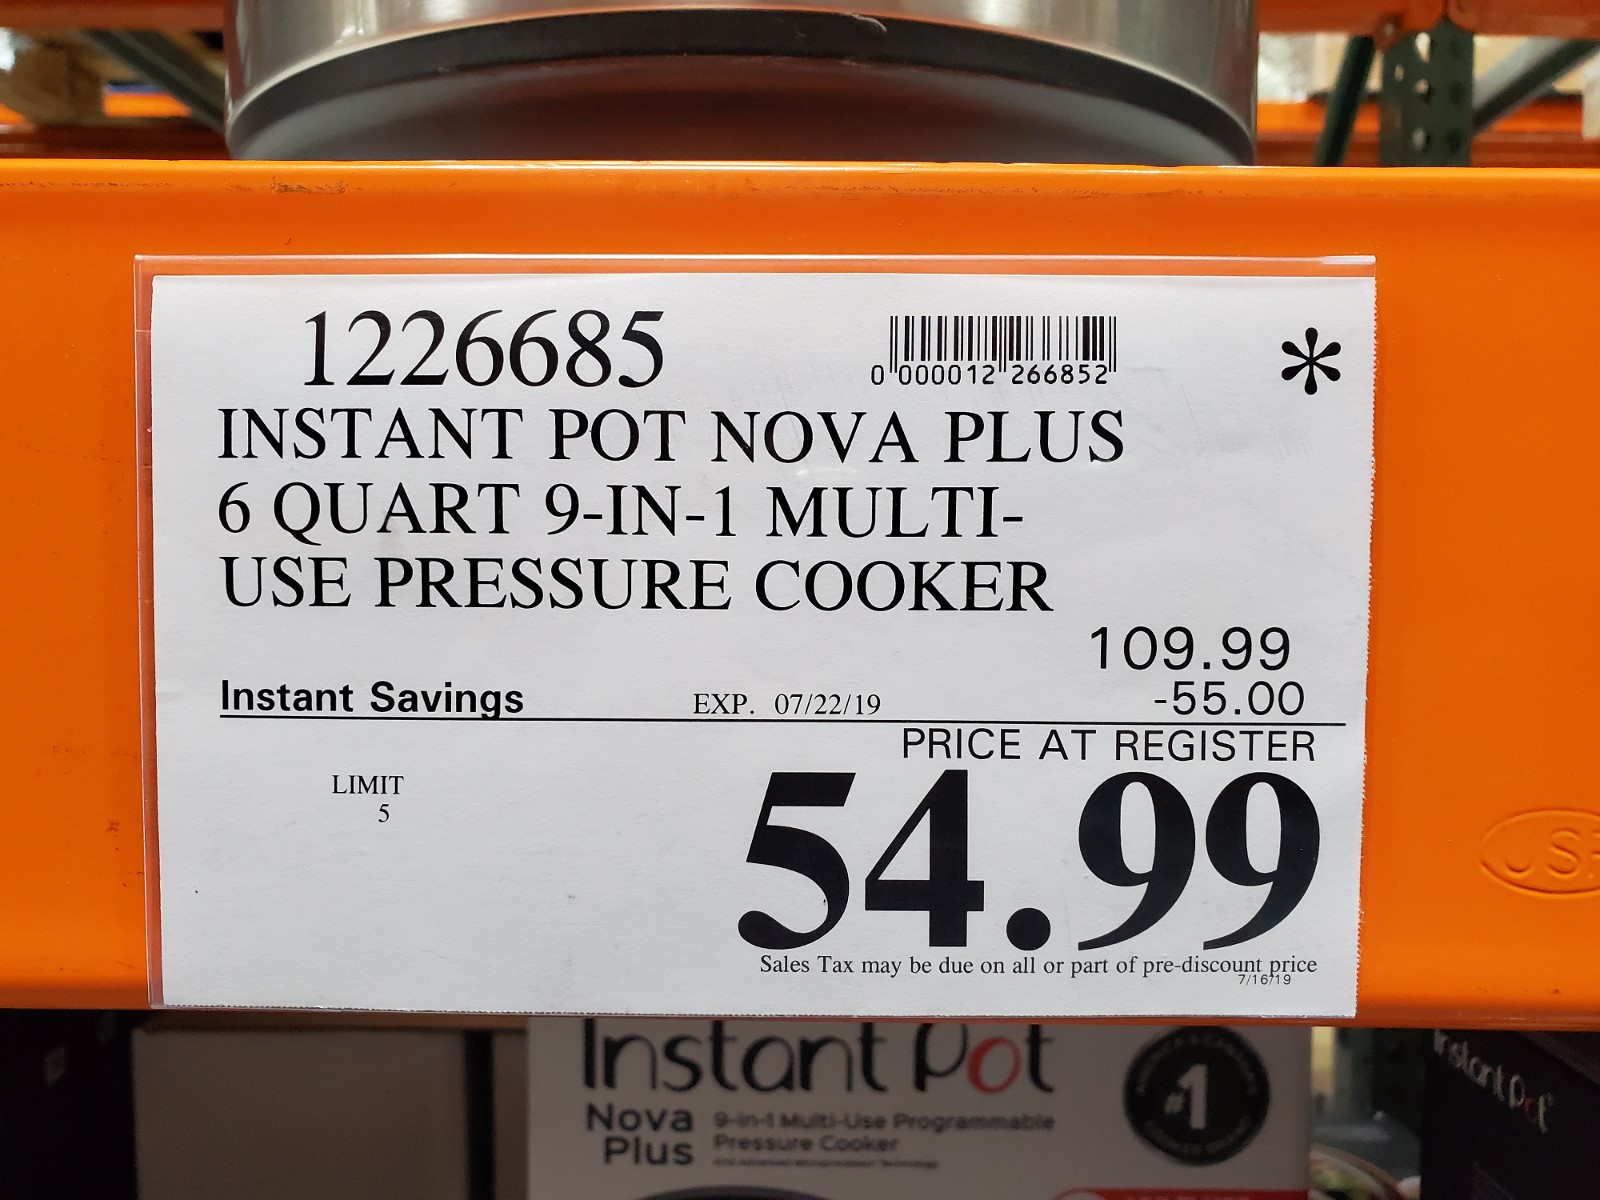 1226685
0 000012 266852
*
INSTANT POT NOVA PLUS
6 QUART 9-IN-1 MULTI-
USE PRESSURE COOKER
109.99
Instant Savings EXP. 07/22/19 -55.00
PRICE AT REGISTER
LIMIT
5
54.99
Sales Tax may be due on all or part of pre-discount price
7/16/19
Instant Pot
Nova Plus
9-in-1 Multi-Use Programmable
Pressure Cooker
#1
Instant Pot